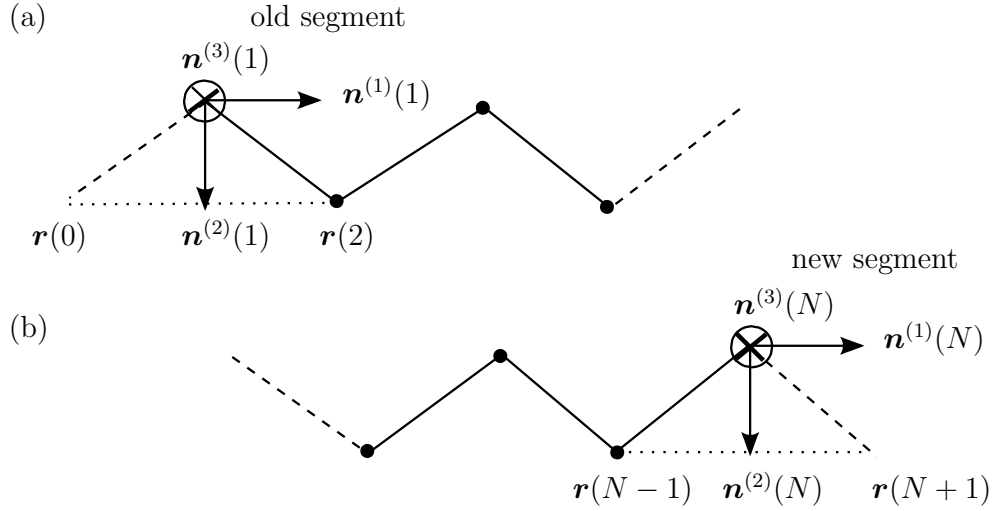 (a)
old segment
n^{(3)}(1)
n^{(1)}(1)
r(0) n^{(2)}(1) r(2)
new segment
(b)
n^{(3)}(N)
n^{(1)}(N)
r(N − 1) n^{(2)}(N) r(N + 1)